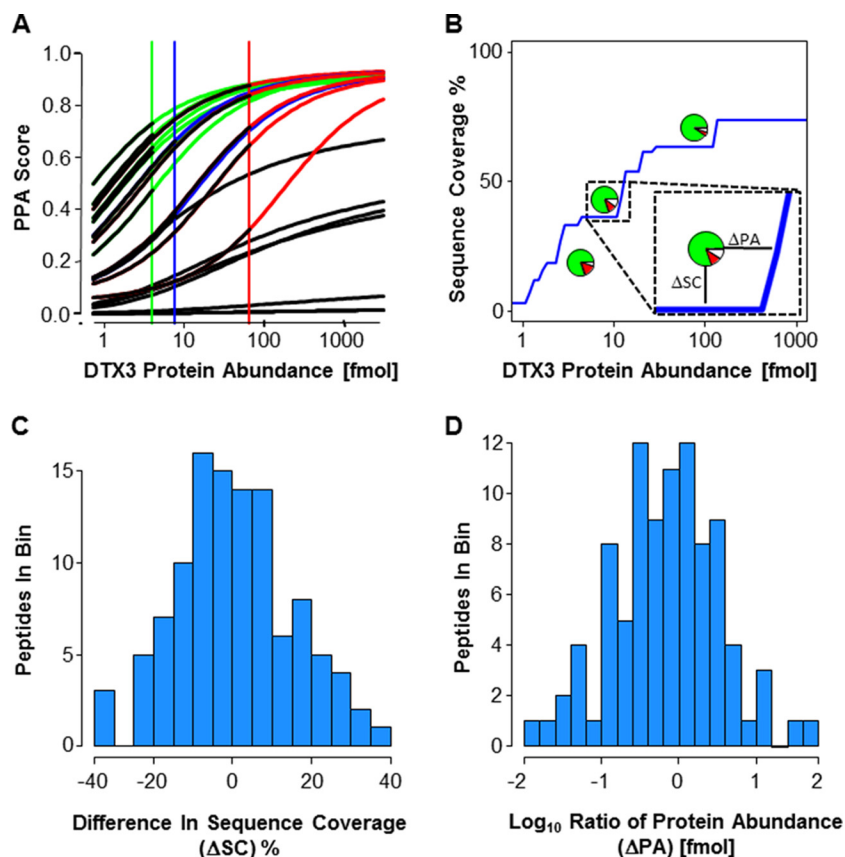 A
PPA Score
1.0
0.8
0.6
0.4
0.2
0.0
1
10
100
1000
DTX3 Protein Abundance [fmol]
B
Sequence Coverage %
100
50
0
ΔPA
ΔSC
1
10
100
1000
DTX3 Protein Abundance [fmol]
C
Peptides In Bin
15
10
5
0
-40
-20
0
20
40
Difference In Sequence Coverage
(ΔSC) %
D
Peptides In Bin
12
10
8
6
4
2
0
-2
-1
0
1
2
Log₁₀ Ratio of Protein Abundance
(ΔPA) [fmol]